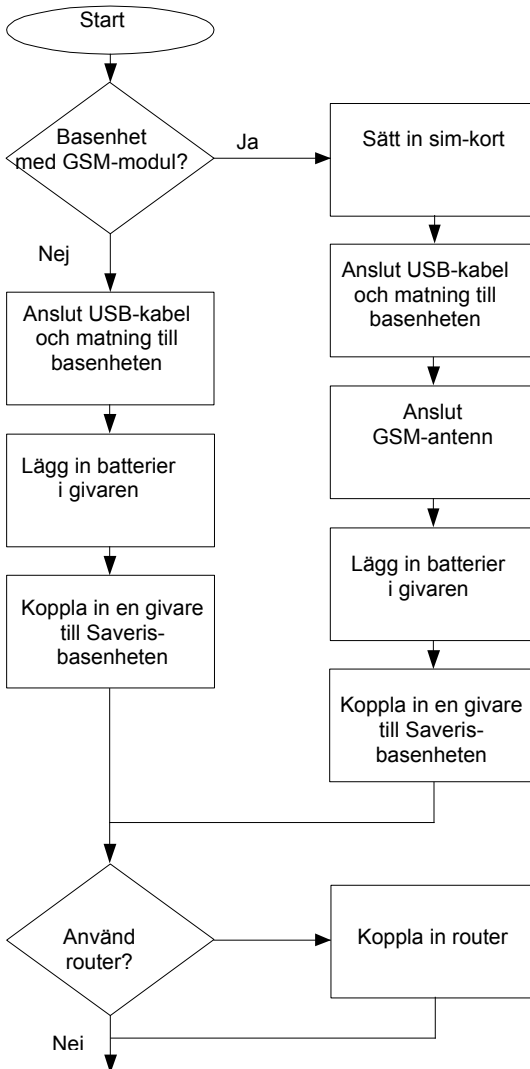 Start
Basenhet
med GSM-modul?
Ja
Sätt in sim-kort
Nej
Anslut USB-kabel
och matning till
basenheten
Anslut USB-kabel
och matning till
basenheten
Lägg in batterier
i givaren
Anslut
GSM-antenn
Koppla in en givare
till Saveris-
basenheten
Lägg in batterier
i givaren
Koppla in en givare
till Saveris-
basenheten
Använd
router?
Koppla in router
Nej